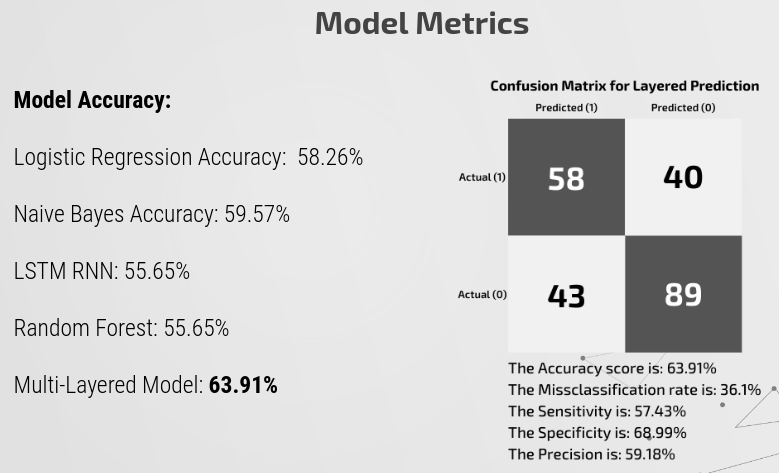 Model Metrics
Model Accuracy:
Logistic Regression Accuracy: 58.26%
Naive Bayes Accuracy: 59.57%
LSTM RNN: 55.65%
Random Forest: 55.65%
Multi-Layered Model: 63.91%
Confusion Matrix for Layered Prediction
Predicted (1) Predicted (0)
Actual (1) 58 40
Actual (0) 43 89
The Accuracy score is: 63.91%
The Missclassification rate is: 36.1%
The Sensitivity is: 57.43%
The Specificity is: 68.99%
The Precision is: 59.18%